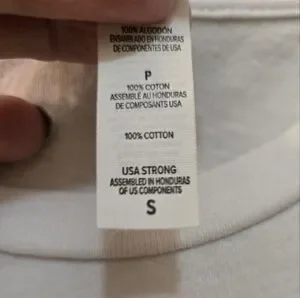 100% ALGODÓN
ENSAMBLADO EN HONDURAS
DE COMPONENTES DE USA
P
100% COTON
ASSEMBLÉ AU HONDURAS
DE COMPOSANTS USA
100% COTTON
USA STRONG
ASSEMBLED IN HONDURAS
OF US COMPONENTS
S